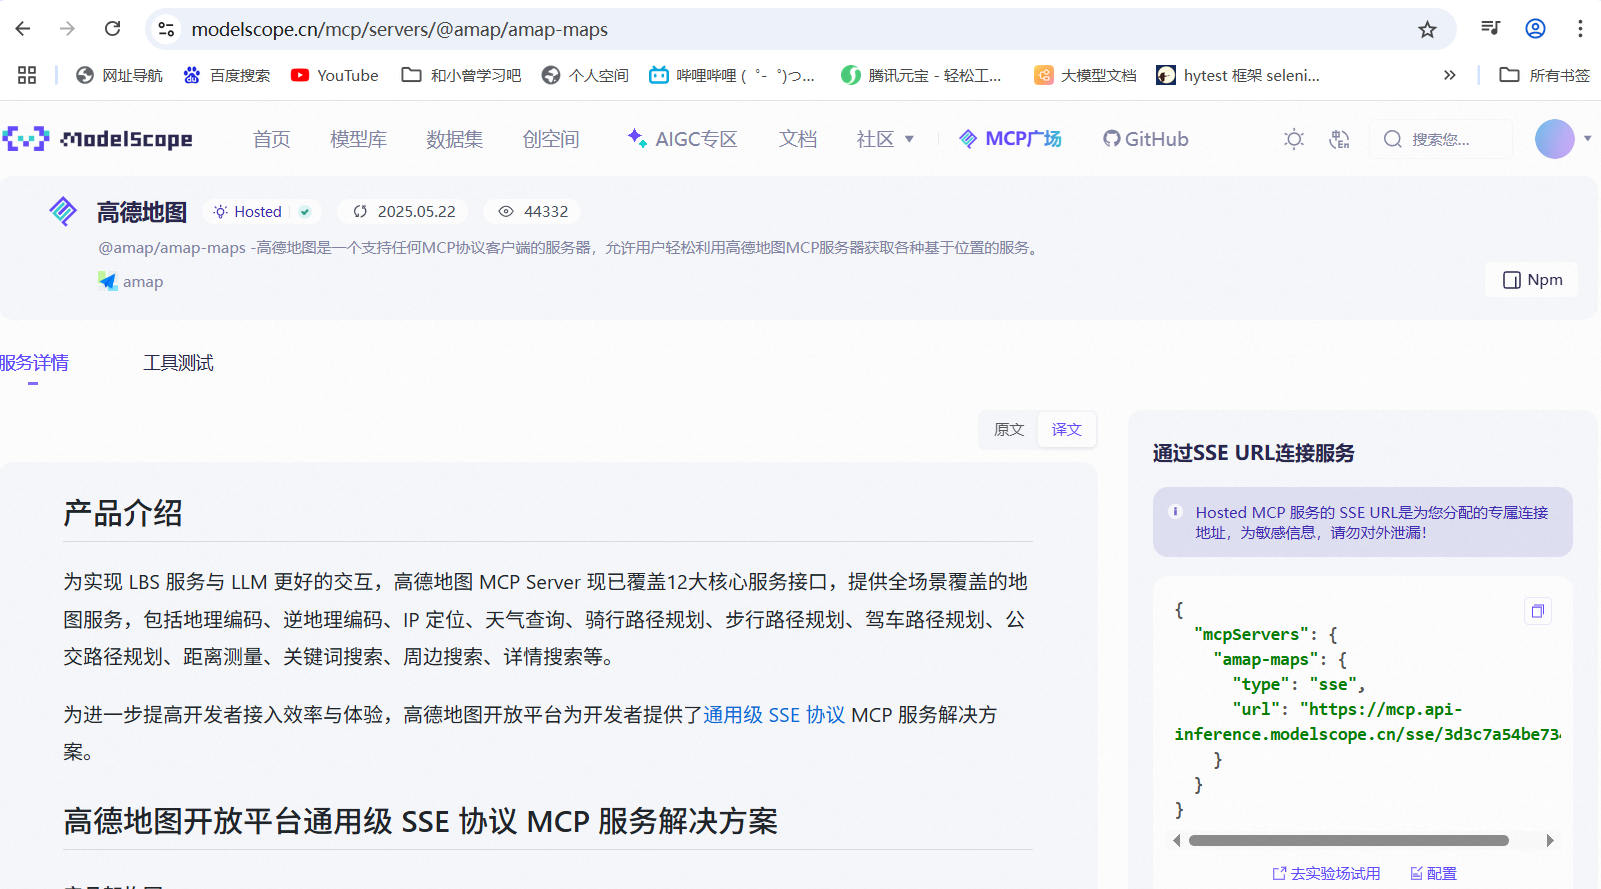 modelscope.cn/mcp/servers/@amap/amap-maps
网址导航 百度搜索 YouTube 和小曾学习吧 个人空间 哔哩哔哩 ( ゜- ゜)つ... 腾讯元宝 - 轻松工... 大模型文档 hytest 框架 seleni... » 所有书签
ModelScope 首页 模型库 数据集 创空间 AIGC专区 文档 社区 MCP广场 GitHub 搜索您...
高德地图 Hosted 2025.05.22 44332
@amap/amap-maps -高德地图是一个支持任何MCP协议客户端的服务器，允许用户轻松利用高德地图MCP服务器获取各种基于位置的服务。
amap
Npm
服务详情 工具测试
原文 译文
产品介绍
为实现 LBS 服务与 LLM 更好的交互，高德地图 MCP Server 现已覆盖12大核心服务接口，提供全场景覆盖的地
图服务，包括地理编码、逆地理编码、IP 定位、天气查询、骑行路径规划、步行路径规划、驾车路径规划、公
交路径规划、距离测量、关键词搜索、周边搜索、详情搜索等。
为进一步提高开发者接入效率与体验，高德地图开放平台为开发者提供了通用级 SSE 协议 MCP 服务解决方
案。
高德地图开放平台通用级 SSE 协议 MCP 服务解决方案
通过SSE URL连接服务
Hosted MCP 服务的 SSE URL是为您分配的专属连接
地址，为敏感信息，请勿对外泄漏！
{
"mcpServers": {
"amap-maps": {
"type": "sse",
"url": "https://mcp.api-
inference.modelscope.cn/sse/3d3c7a54be73
}
}
}
去实验场试用 配置